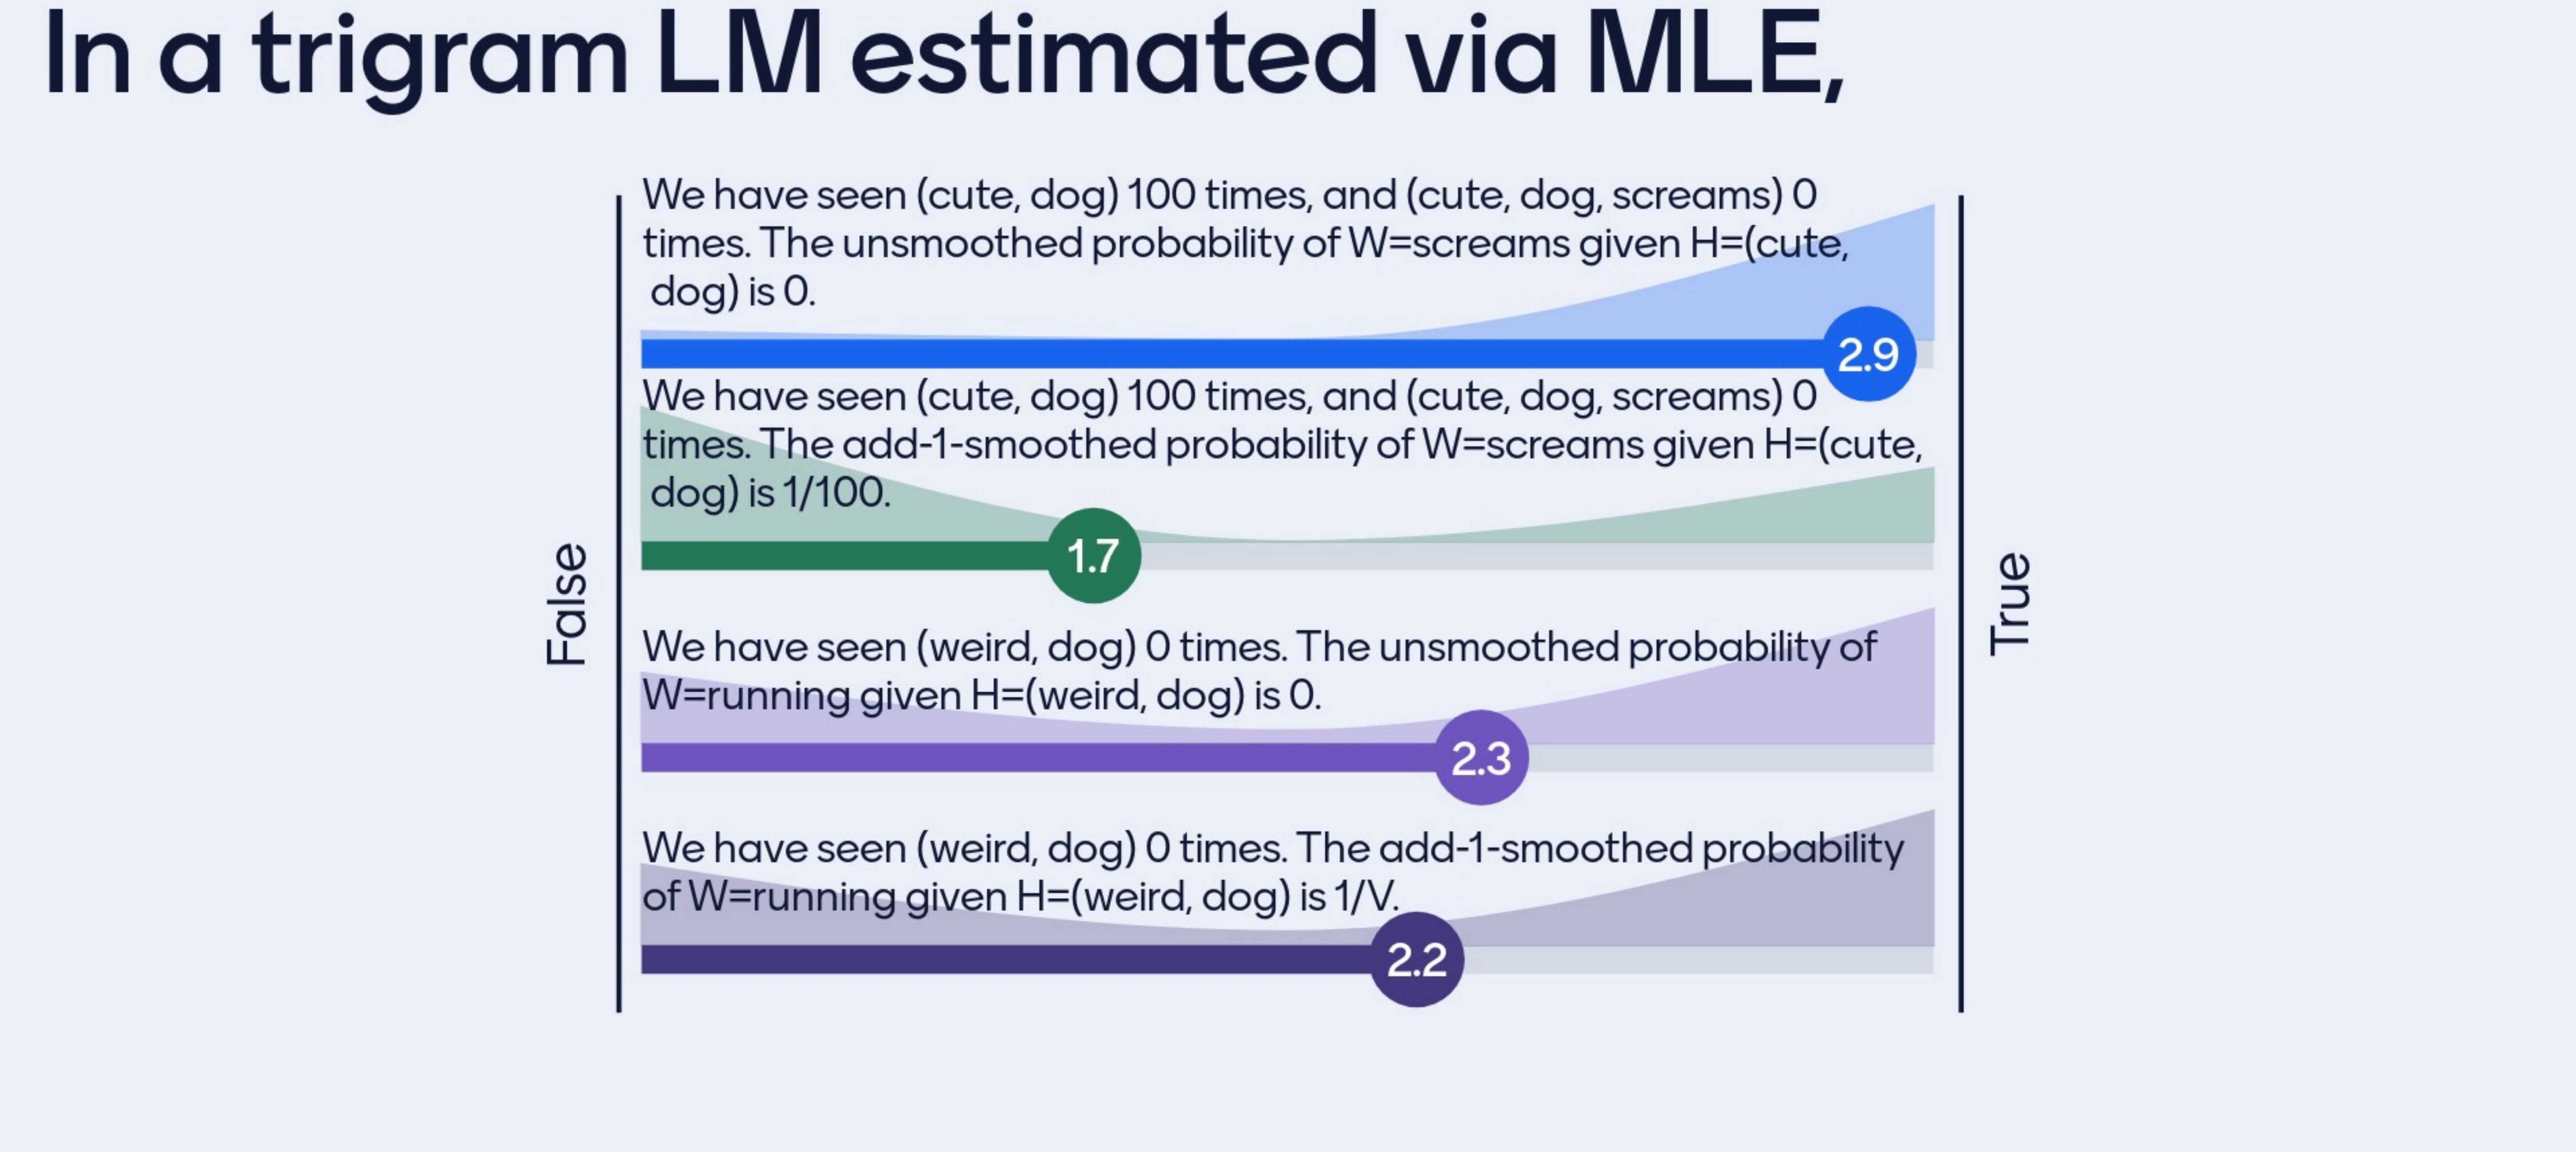 In a trigram LM estimated via MLE,
We have seen (cute, dog) 100 times, and (cute, dog, screams) 0
times. The unsmoothed probability of W=screams given H=(cute,
dog) is 0.
2.9
We have seen (cute, dog) 100 times, and (cute, dog, screams) 0
times. The add-1-smoothed probability of W=screams given H=(cute,
dog) is 1/100.
1.7
False
True
We have seen (weird, dog) 0 times. The unsmoothed probability of
W=running given H=(weird, dog) is 0.
2.3
We have seen (weird, dog) 0 times. The add-1-smoothed probability
of W=running given H=(weird, dog) is 1/V.
2.2